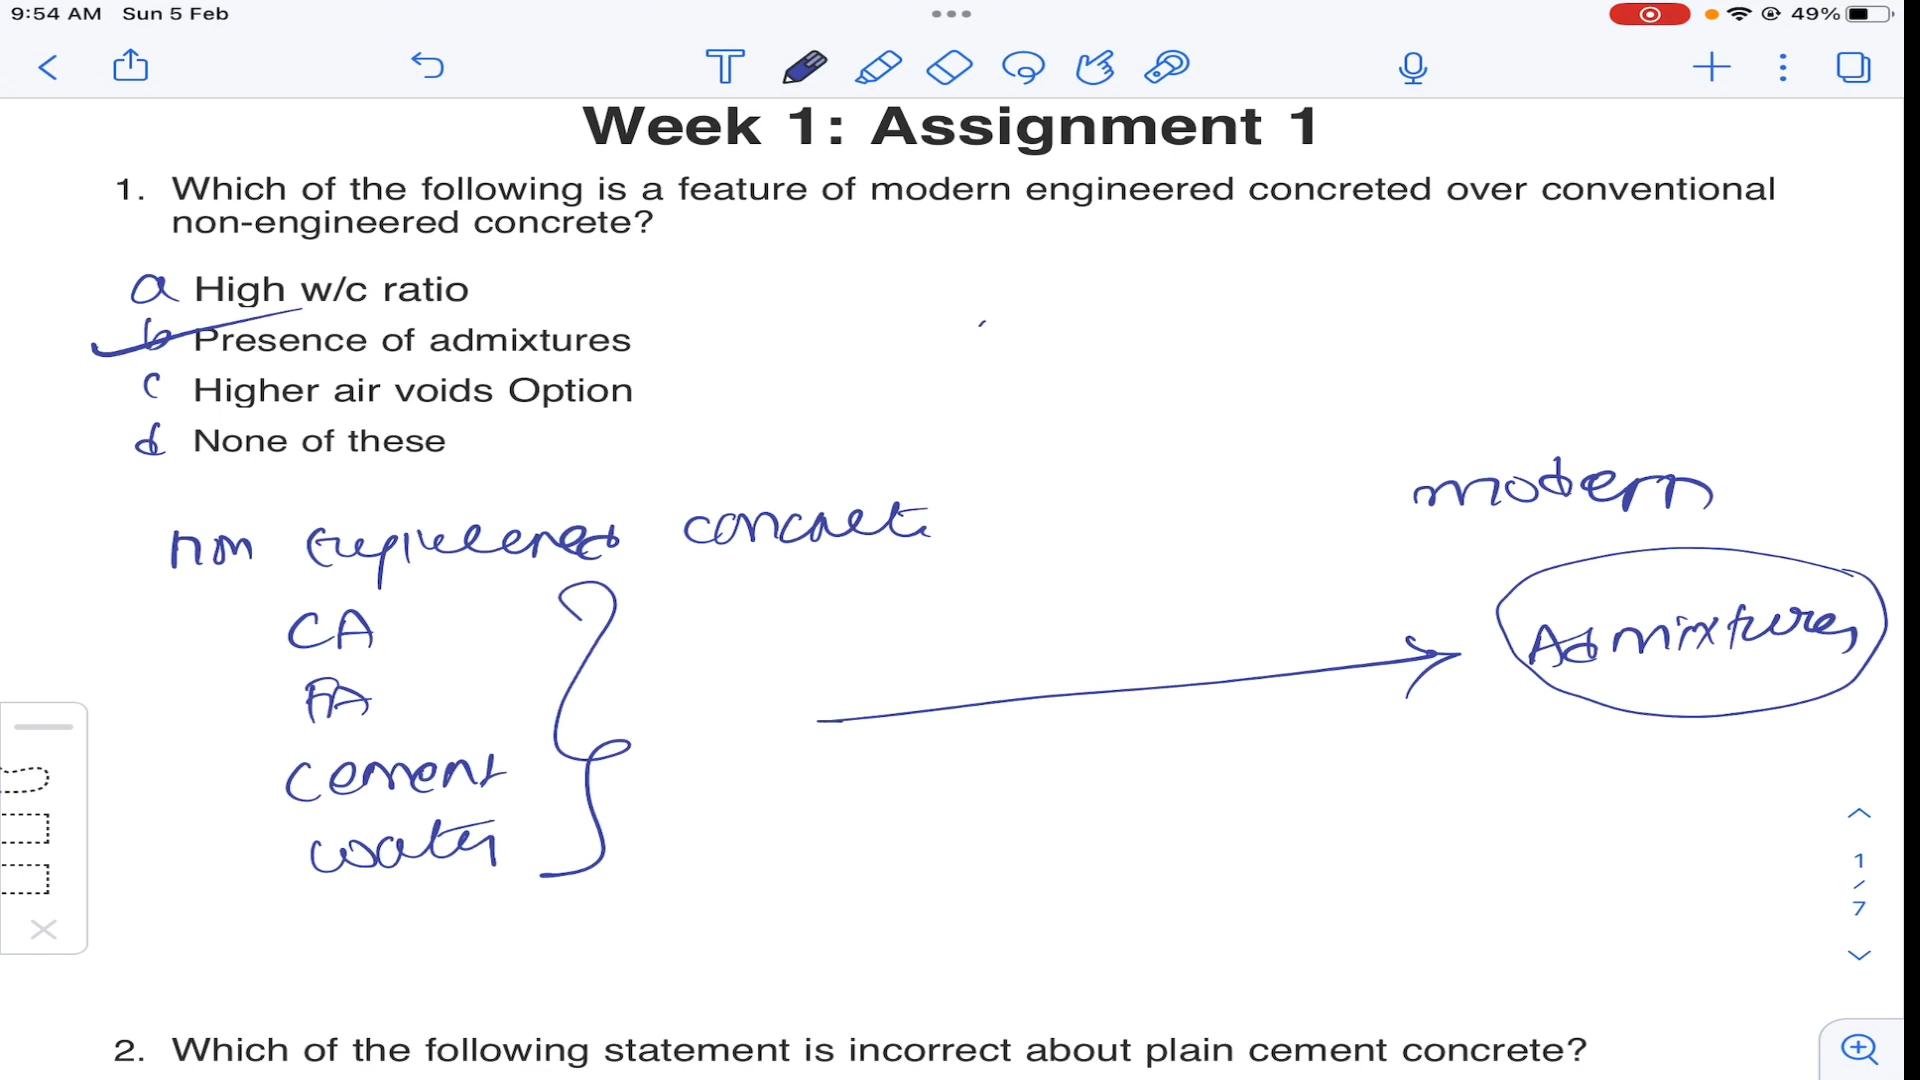 9:54 AM Sun 5 Feb
49%
Week 1: Assignment 1
1. Which of the following is a feature of modern engineered concreted over conventional
non-engineered concrete?
a High w/c ratio
b Presence of admixtures
c Higher air voids Option
d None of these
modern
non concrete
CA
Admixtures
FA
cement
water
1
/
7
2. Which of the following statement is incorrect about plain cement concrete?